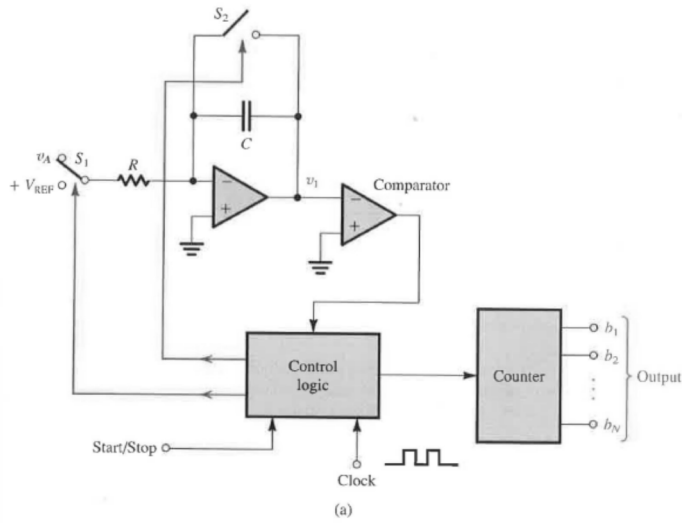 S2
C
vA S1
R
+ VREF
−
+
v1
Comparator
−
+
Control
logic
Counter
b1
b2
⋮
bN
Output
Start/Stop
Clock
(a)